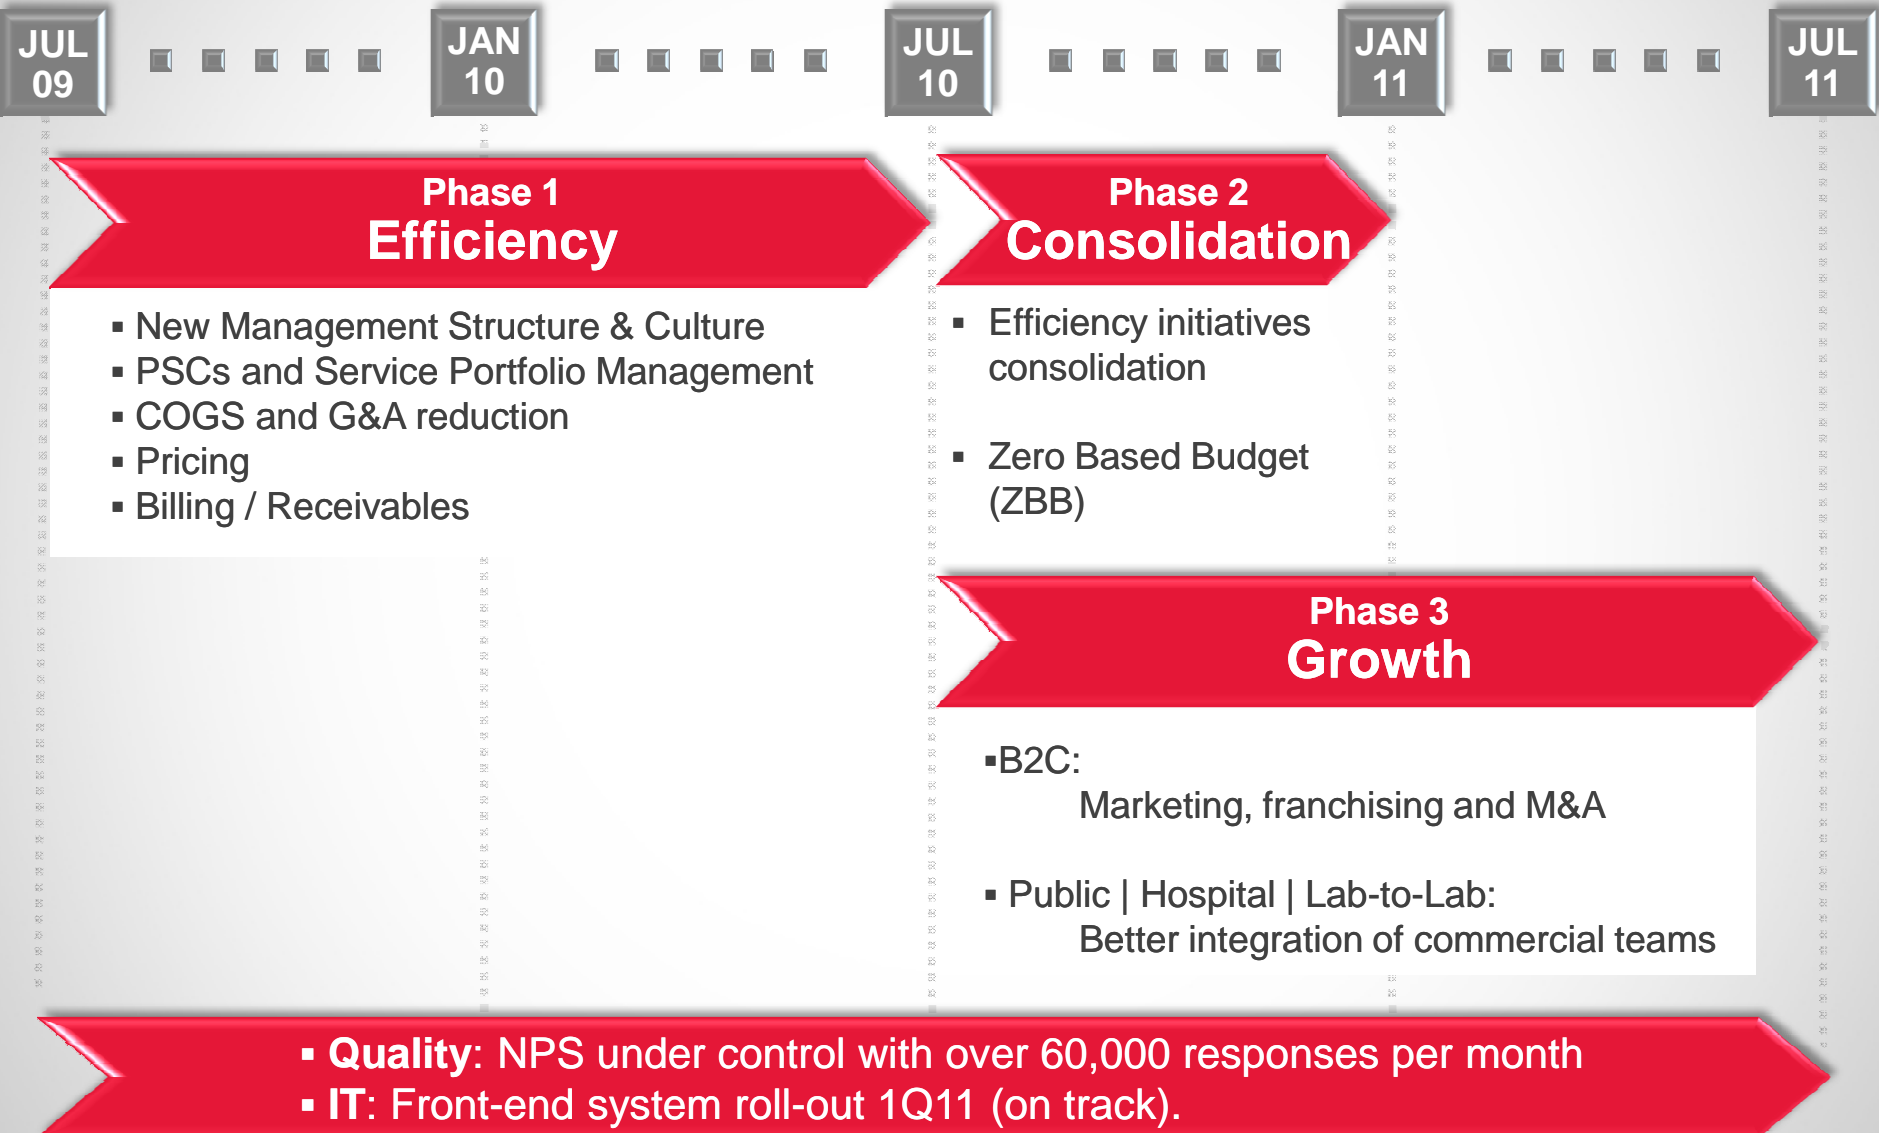 JUL
09
JAN
10
JUL
10
JAN
11
JUL
11
Phase 1
Efficiency
▪ New Management Structure & Culture
▪ PSCs and Service Portfolio Management
▪ COGS and G&A reduction
▪ Pricing
▪ Billing / Receivables
Phase 2
Consolidation
▪ Efficiency initiatives
consolidation
▪ Zero Based Budget
(ZBB)
Phase 3
Growth
▪B2C:
Marketing, franchising and M&A
▪ Public | Hospital | Lab-to-Lab:
Better integration of commercial teams
▪ Quality: NPS under control with over 60,000 responses per month
▪ IT: Front-end system roll-out 1Q11 (on track).